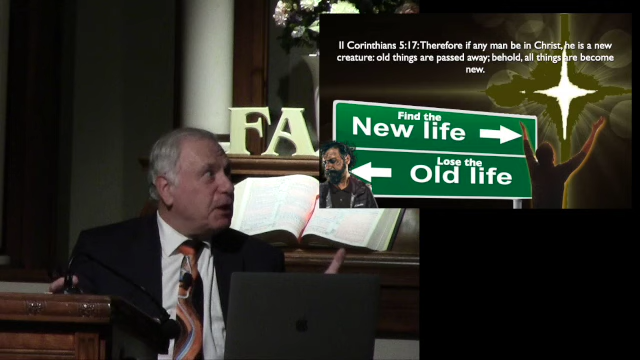 II Corinthians 5:17: Therefore if any man be in Christ, he is a new
creature: old things are passed away; behold, all things are become
new.
Find the
New life
Lose the
Old life
FA